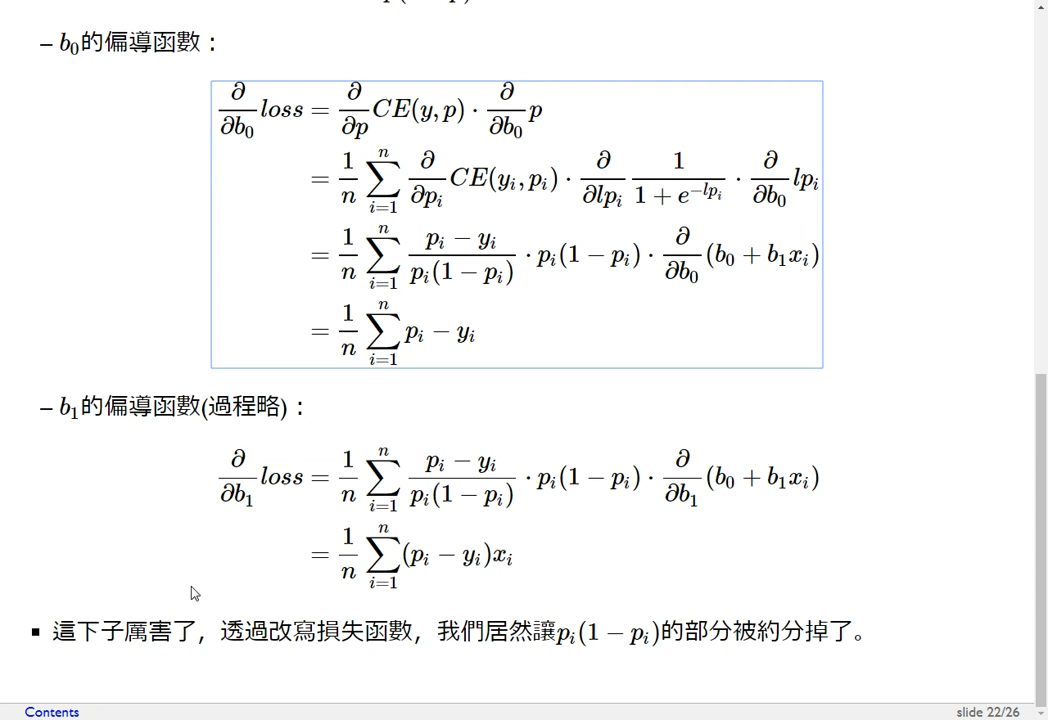 – b₀的偏導函數：
∂/∂b₀ loss = ∂/∂p CE(y, p) · ∂/∂b₀ p
= 1/n ∑ᵢ₌₁ⁿ ∂/∂pᵢ CE(yᵢ, pᵢ) · ∂/∂lpᵢ 1/(1 + e^(−lpᵢ)) · ∂/∂b₀ lpᵢ
= 1/n ∑ᵢ₌₁ⁿ (pᵢ − yᵢ)/(pᵢ(1 − pᵢ)) · pᵢ(1 − pᵢ) · ∂/∂b₀ (b₀ + b₁xᵢ)
= 1/n ∑ᵢ₌₁ⁿ pᵢ − yᵢ
– b₁的偏導函數(過程略)：
∂/∂b₁ loss = 1/n ∑ᵢ₌₁ⁿ (pᵢ − yᵢ)/(pᵢ(1 − pᵢ)) · pᵢ(1 − pᵢ) · ∂/∂b₁ (b₀ + b₁xᵢ)
= 1/n ∑ᵢ₌₁ⁿ (pᵢ − yᵢ)xᵢ
▪ 這下子厲害了，透過改寫損失函數，我們居然讓pᵢ(1 − pᵢ)的部分被約分掉了。
Contents
slide 22/26